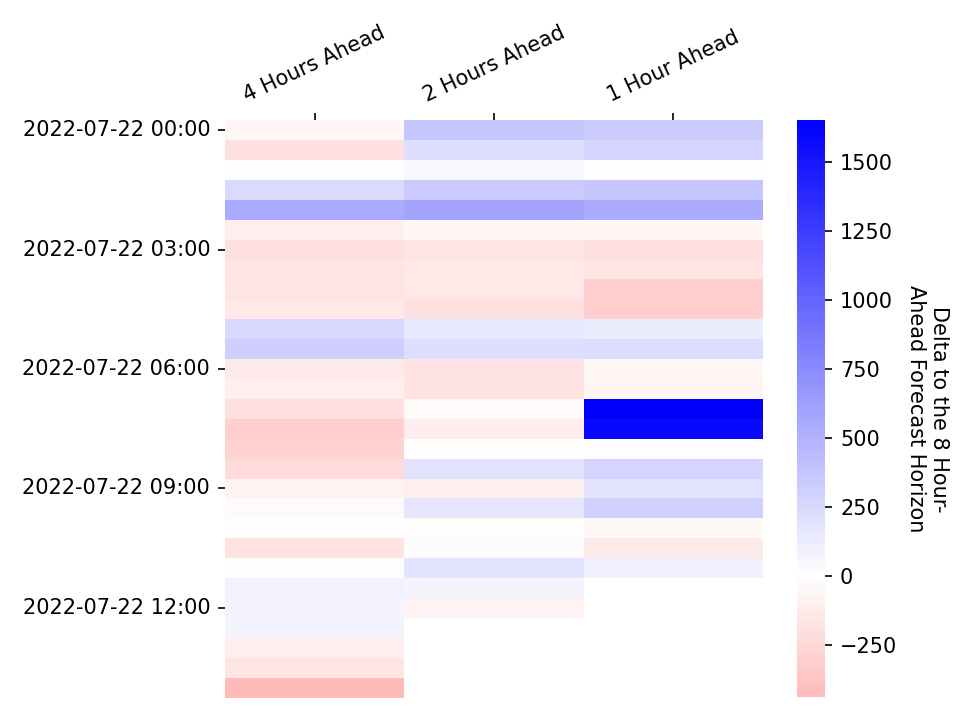 4 Hours Ahead
2 Hours Ahead
1 Hour Ahead
2022-07-22 00:00
2022-07-22 03:00
2022-07-22 06:00
2022-07-22 09:00
2022-07-22 12:00
1500
1250
1000
750
500
250
0
−250
Delta to the 8 Hour-
Ahead Forecast Horizon